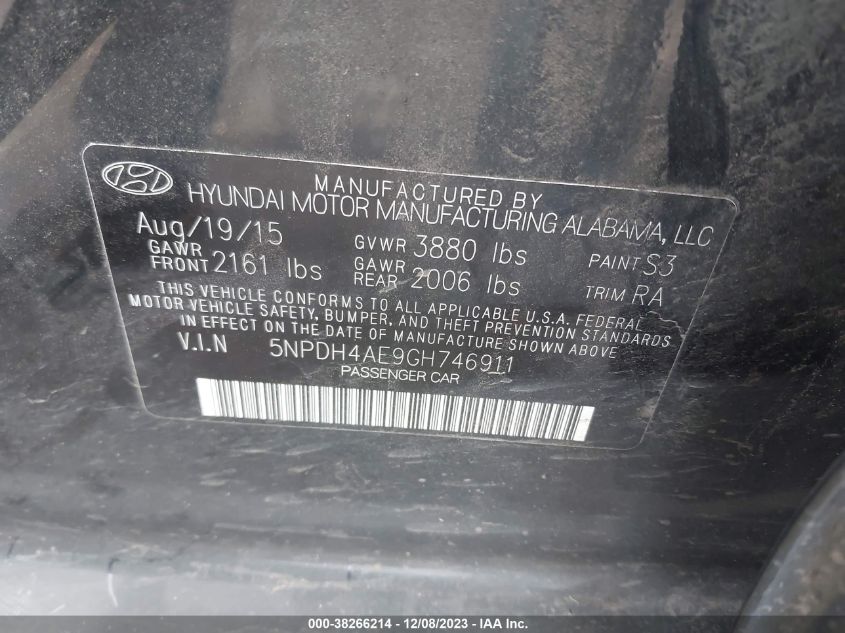 MANUFACTURED BY
HYUNDAI MOTOR MANUFACTURING ALABAMA, LLC
Aug/19/15 GVWR 3880 lbs PAINT S3
GAWR FRONT 2161 lbs GAWR REAR 2006 lbs TRIM RA
THIS VEHICLE CONFORMS TO ALL APPLICABLE U.S.A. FEDERAL
MOTOR VEHICLE SAFETY, BUMPER, AND THEFT PREVENTION STANDARDS
IN EFFECT ON THE DATE OF MANUFACTURE SHOWN ABOVE.
V.I.N 5NPDH4AE9GH746911
PASSENGER CAR
000-38266214 - 12/08/2023 - IAA Inc.